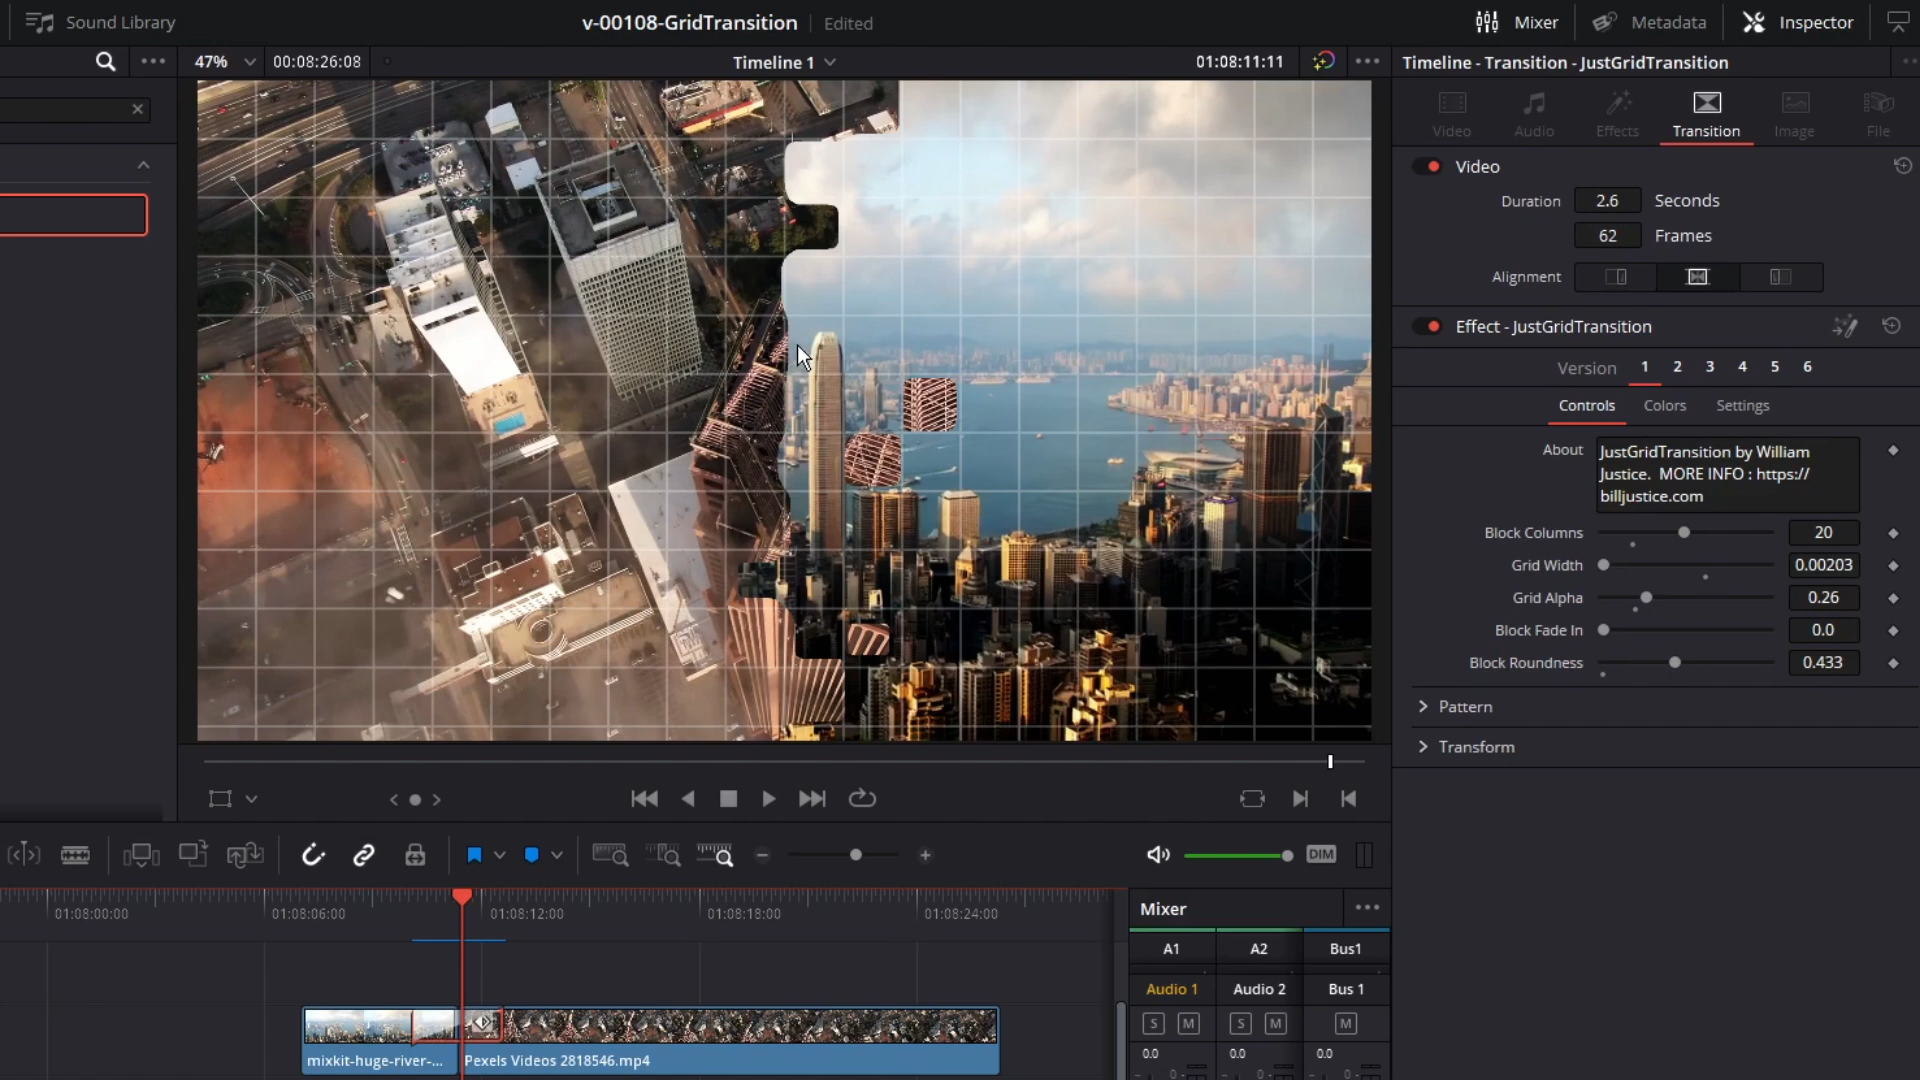 Sound Library
v-00108-GridTransition
Edited
Mixer
Metadata
Inspector
47%
00:08:26:08
Timeline 1
01:08:11:11
Timeline - Transition - JustGridTransition
Video
Audio
Effects
Transition
Image
File
Video
Duration
2.6
Seconds
62
Frames
Alignment
Effect - JustGridTransition
Version
1
2
3
4
5
6
Controls
Colors
Settings
About
JustGridTransition by William
Justice. MORE INFO : https://
billjustice.com
Block Columns
20
Grid Width
0.00203
Grid Alpha
0.26
Block Fade In
0.0
Block Roundness
0.433
Pattern
Transform
DIM
01:08:00:00
01:08:06:00
01:08:12:00
01:08:18:00
01:08:24:00
Mixer
A1
A2
Bus1
Audio 1
Audio 2
Bus 1
S
M
S
M
M
0.0
0.0
0.0
0
0
0
mixkit-huge-river-...
Pexels Videos 2818546.mp4